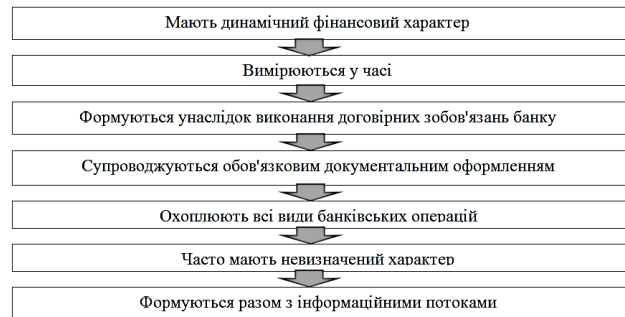 Мають динамічний фінансовий характер
Вимірюються у часі
Формуються унаслідок виконання договірних зобов'язань банку
Супроводжуються обов'язковим документальним оформленням
Охоплюють всі види банківських операцій
Часто мають невизначений характер
Формуються разом з інформаційними потоками